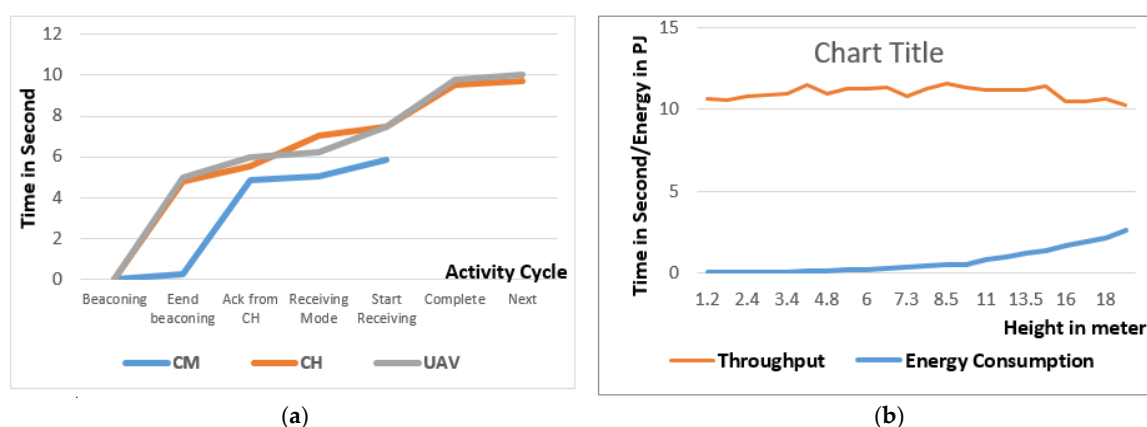 12
10
8
6
4
2
0
Time in Second
Activity Cycle
Beaconing
Eend
beaconing
Ack from
CH
Receiving
Mode
Start
Receiving
Complete
Next
CM
CH
UAV
(a)
Chart Title
15
10
5
0
Time in Second/Energy in PJ
1.2
2.4
3.4
4.8
6
7.3
8.5
11
13.5
16
18
Height in meter
Throughput
Energy Consumption
(b)